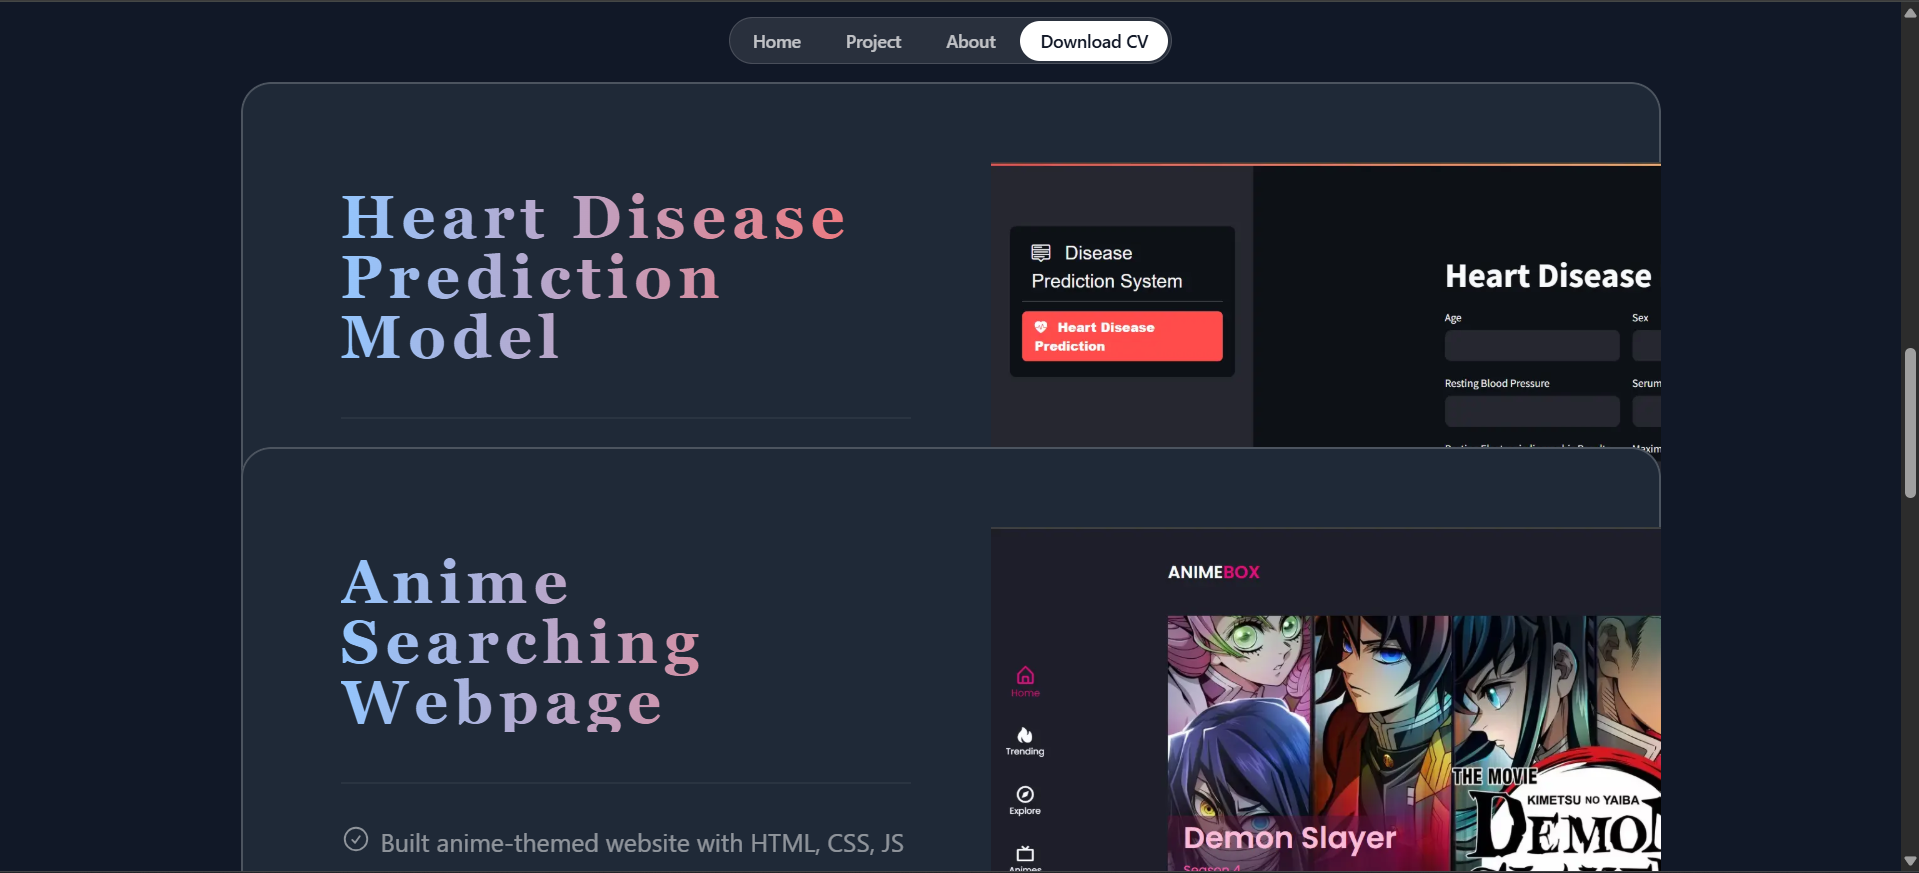 Home Project About Download CV
Heart Disease
Prediction
Model
Disease
Prediction System
Heart Disease
Prediction
Heart Disease
Age Sex
Resting Blood Pressure Serum
Anime
Searching
Webpage
Built anime-themed website with HTML, CSS, JS
ANIMEBOX
Home
Trending
Explore
Animes
Demon Slayer
Season 4
THE MOVIE
KIMETSU NO YAIBA